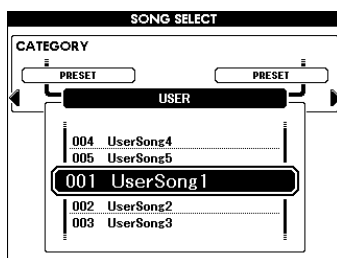 SONG SELECT
CATEGORY
PRESET PRESET
USER
004 UserSong4
005 UserSong5
001 UserSong1
002 UserSong2
003 UserSong3